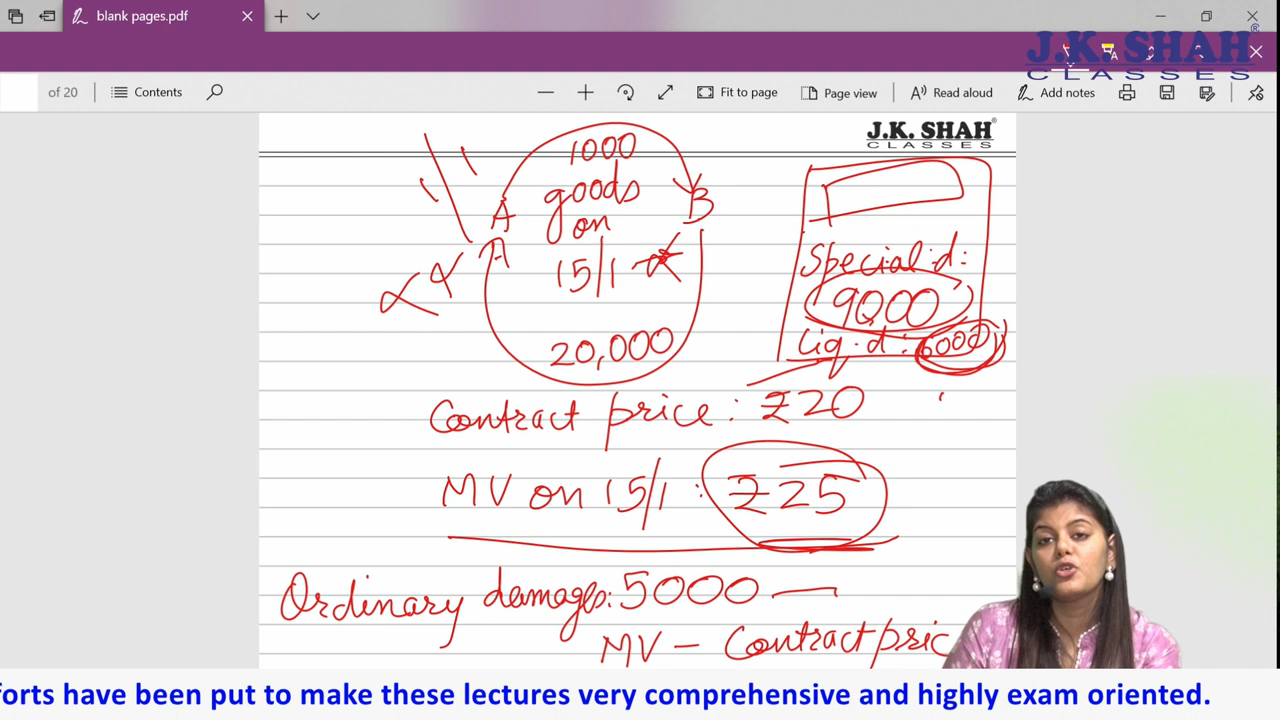 blank pages.pdf
J.K. SHAH®
CLASSES
of 20
Contents
Fit to page
Page view
Read aloud
Add notes
J.K. SHAH®
CLASSES
1000
goods
on
A
B
A
15/1
20,000
Special d:
9000
Liq. d: 6000
Contract price: ₹20
MV on 15/1: ₹25
Ordinary damages: 5000 —
MV – Contract pric
forts have been put to make these lectures very comprehensive and highly exam oriented.